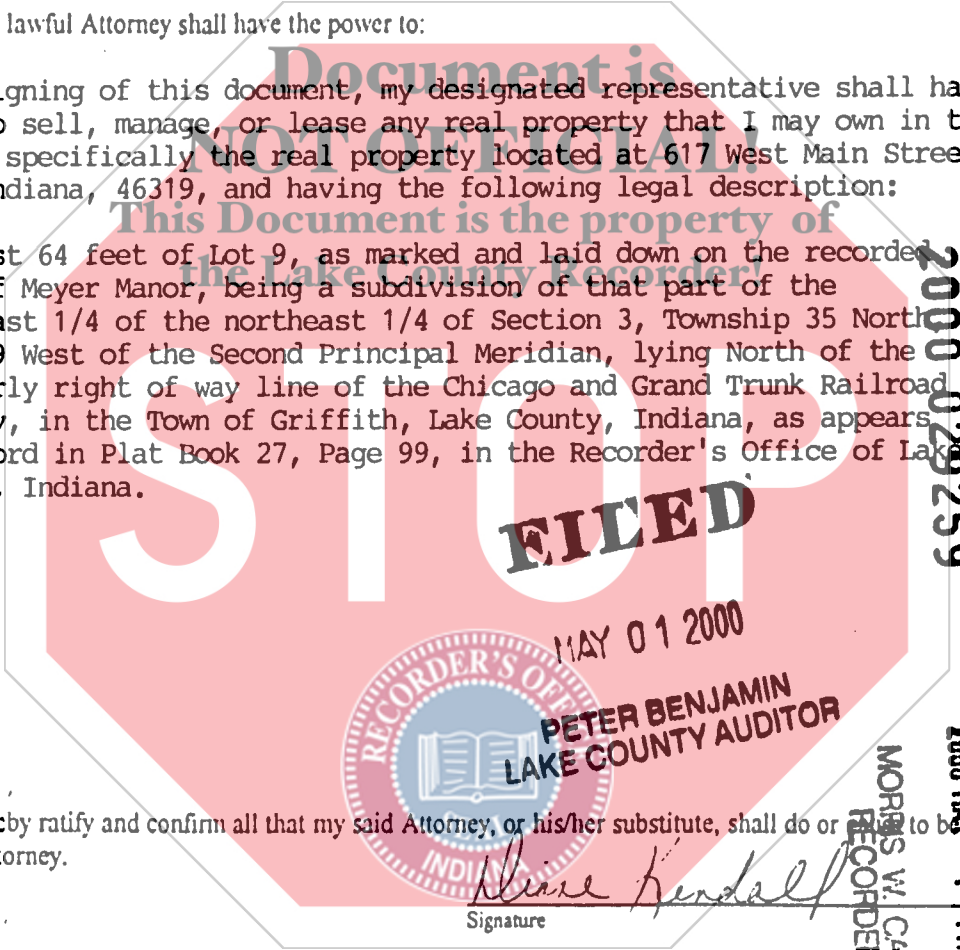 lawful Attorney shall have the power to:
Document is
gning of this document, my designated representative shall ha
o sell, manage, or lease any real property that I may own in t
NOT OFFICIAL!
specifically the real property located at 617 West Main Stree
ndiana, 46319, and having the following legal description:
This Document is the property of
st 64 feet of Lot 9, as marked and laid down on the recorded
the Lake County Recorder!
f Meyer Manor, being a subdivision of that part of the
ast 1/4 of the northeast 1/4 of Section 3, Township 35 North
9 West of the Second Principal Meridian, lying North of the
rly right of way line of the Chicago and Grand Trunk Railroad
y, in the Town of Griffith, Lake County, Indiana, as appears
ord in Plat Book 27, Page 99, in the Recorder's Office of Lake
, Indiana.
STOP
2000
FILED
MAY 01 2000
PETER BENJAMIN
LAKE COUNTY AUDITOR
RECORDER'S OFFI
SEAL
INDIANA
eby ratify and confirm all that my said Attorney, or his/her substitute, shall do or to be
torney.
Kendall
Signature
MORRIS W. CA
RECORDE